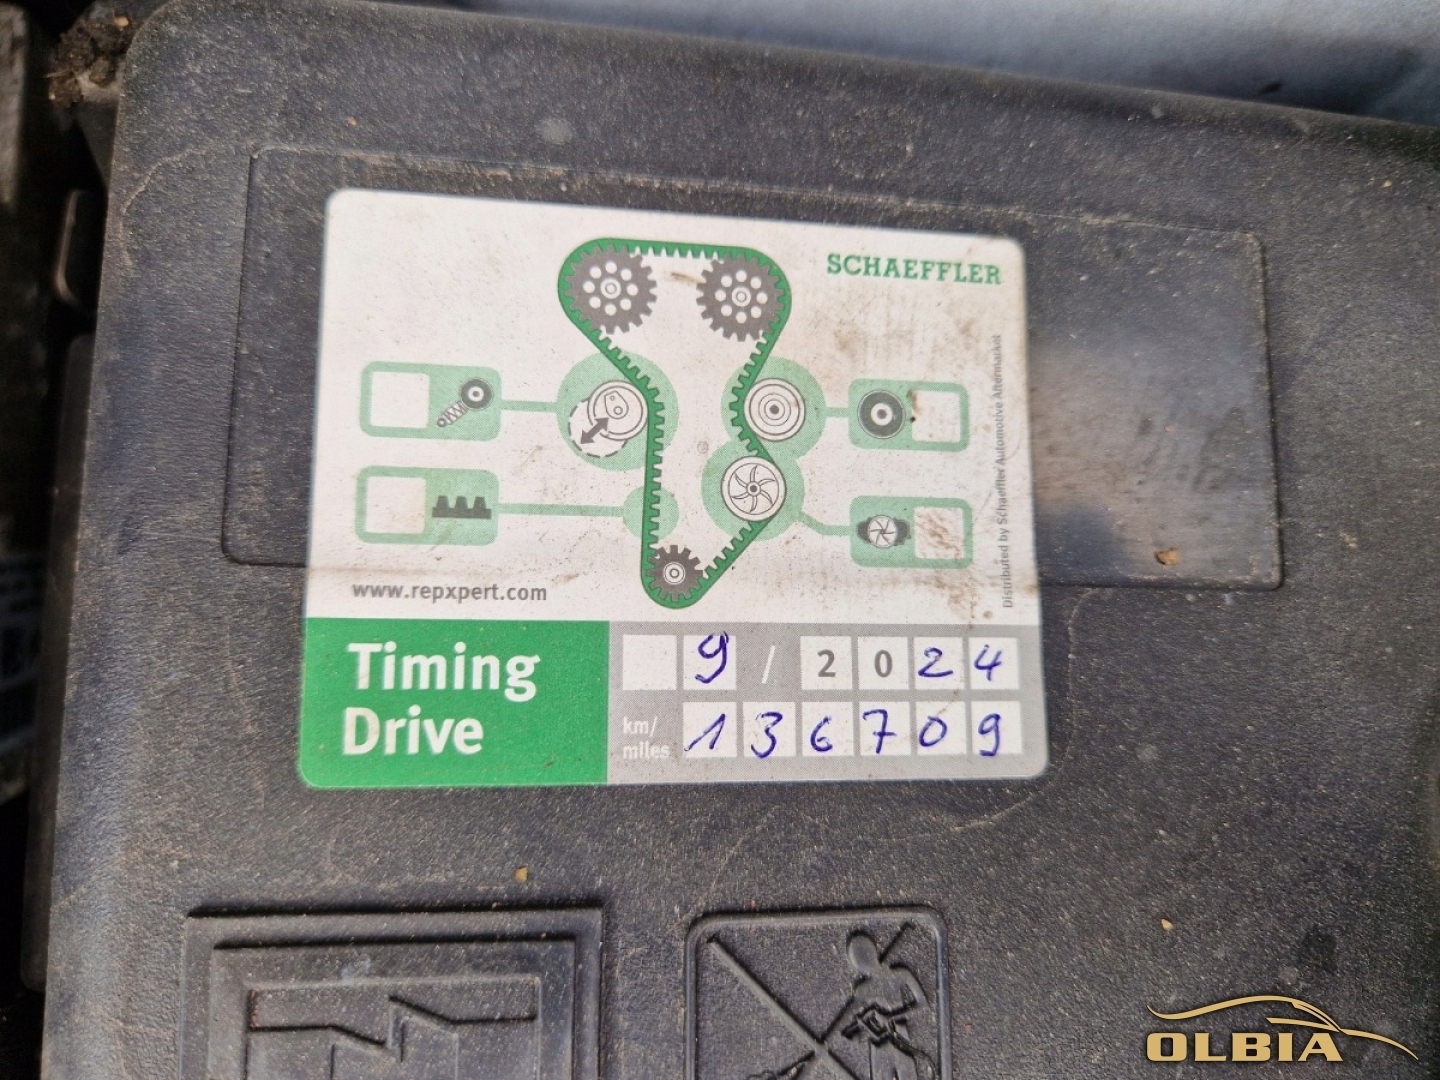 SCHAEFFLER
Distributed by Schaeffler Automotive Aftermarket
www.repxpert.com
Timing
Drive
9 / 2024
km/
miles
136709
OLBIA